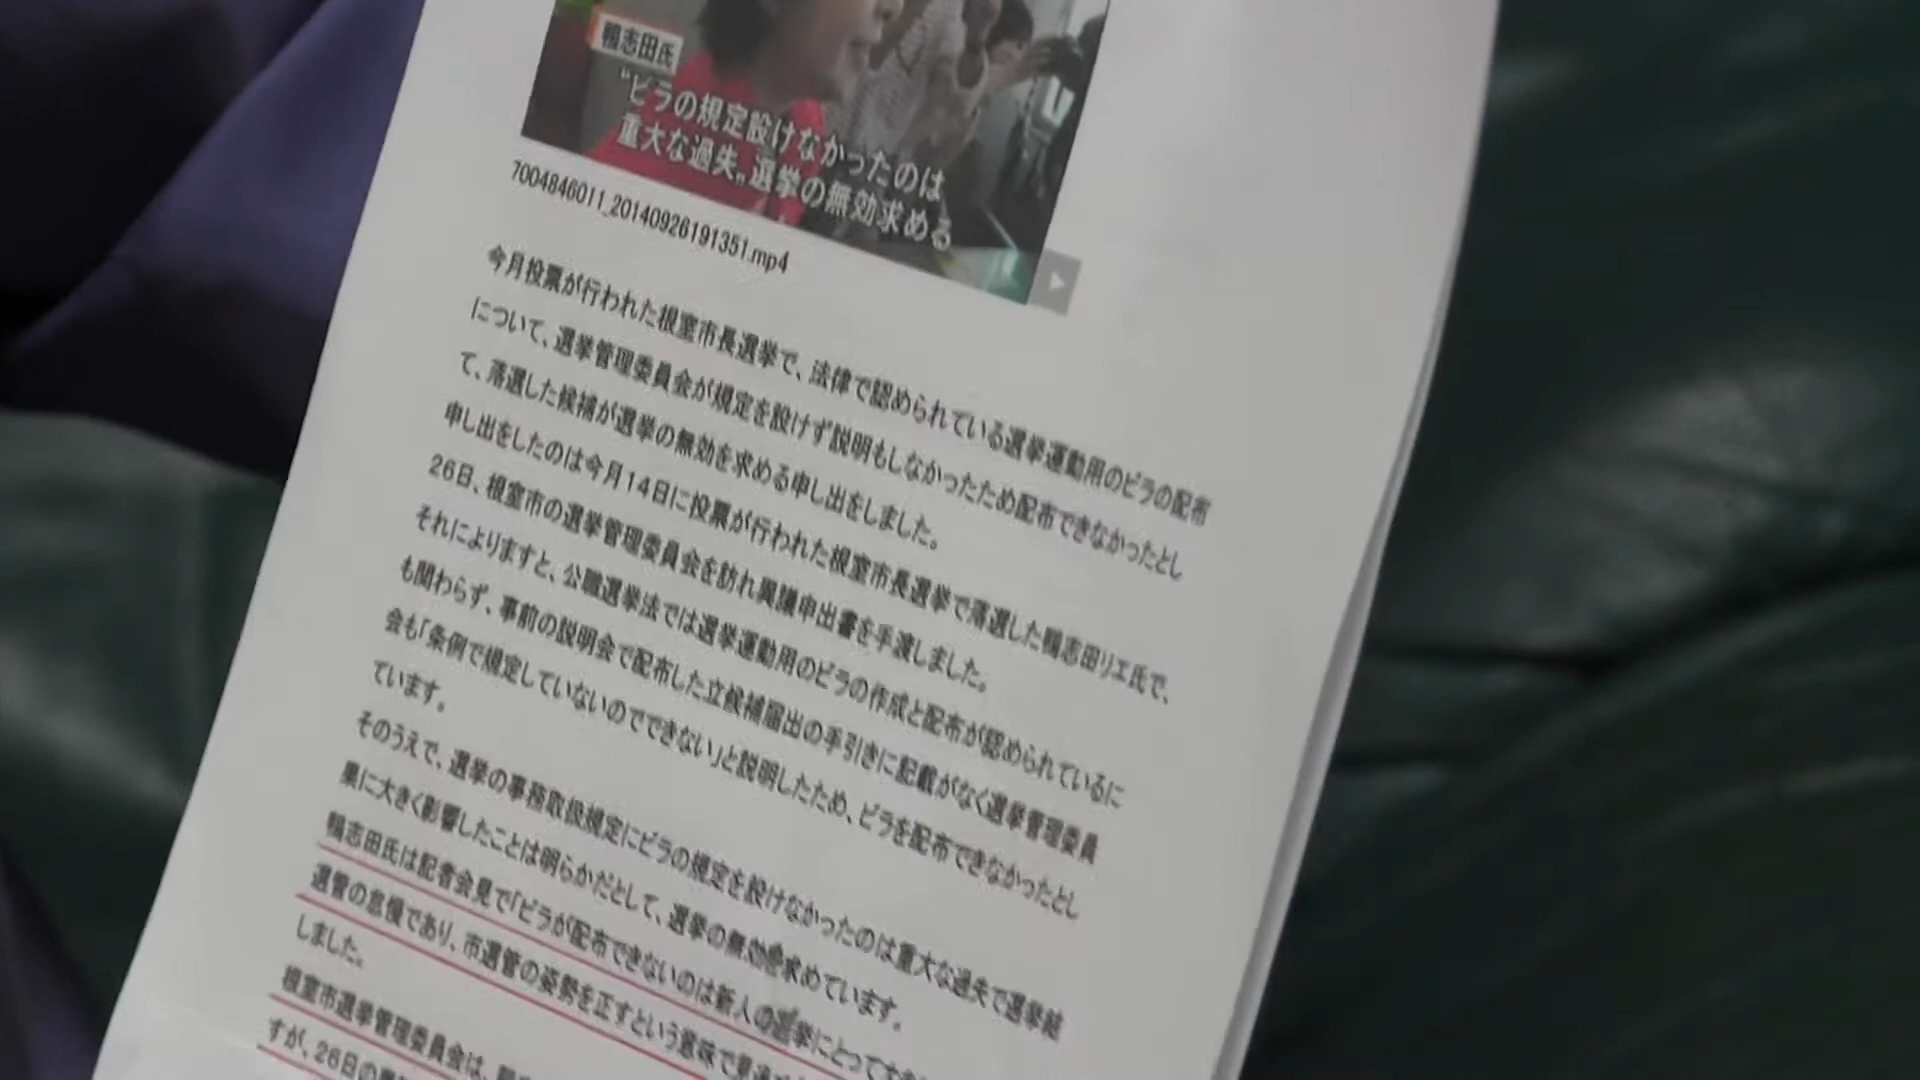 鴨志田氏
"ビラの規定設けなかったのは
重大な過失"選挙の無効求める
7004846011_20140926191351.mp4
今月投票が行われた根室市長選挙で、法律で認められている選挙運動用のビラの配布
について、選挙管理委員会が規定を設けず説明もしなかったため配布できなかったとし
て、落選した候補が選挙の無効を求める申し出をしました。
申し出をしたのは今月14日に投票が行われた根室市長選挙で落選した鴨志田リエ氏で、
26日、根室市の選挙管理委員会を訪れ異議申出書を手渡しました。
それによりますと、公職選挙法では選挙運動用のビラの作成と配布が認められているに
も関わらず、事前の説明会で配布した立候補届出の手引きに記載がなく選挙管理委員
会も「条例で規定していないのでできない」と説明したため、ビラを配布できなかったとし
ています。
そのうえで、選挙の事務取扱規定にビラの規定を設けなかったのは重大な過失で選挙結
果に大きく影響したことは明らかだとして、選挙の無効を求めています。
鴨志田氏は記者会見で「ビラが配布できないのは新人の選挙にとって
選管の怠慢であり、市選管の姿勢を正すという意味で
しました。
根室市選挙管理委員会は、
すが、26日の